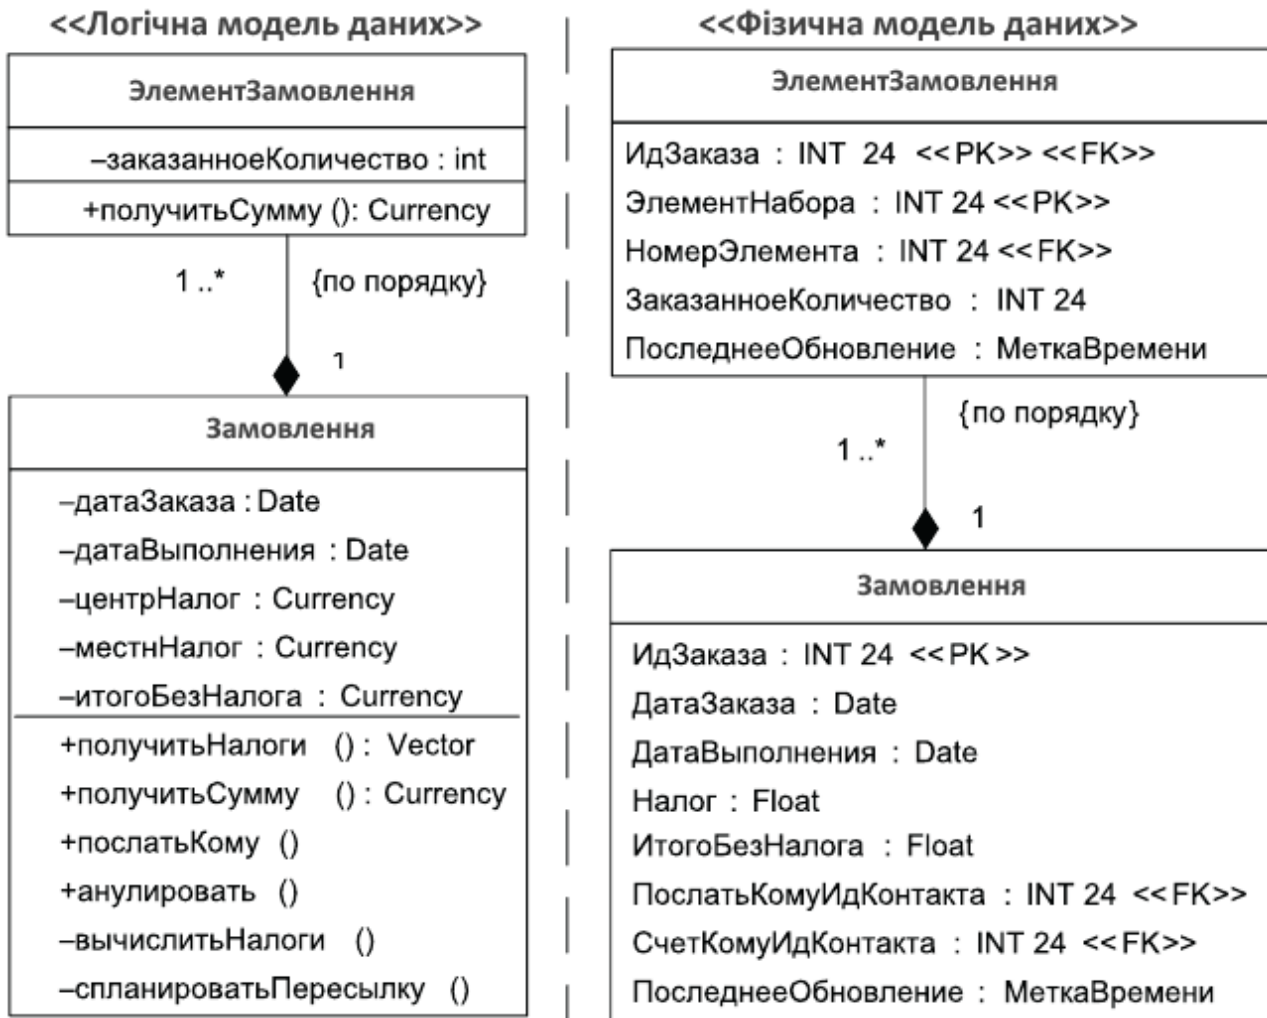 <<Логічна модель даних>>
ЭлементЗамовлення
–заказанноеКоличество : int
+получитьСумму (): Currency
1 ..*
{по порядку}
1
Замовлення
–датаЗаказа : Date
–датаВыполнения : Date
–центрНалог : Currency
–местнНалог : Currency
–итогоБезНалога : Currency
+получитьНалоги () : Vector
+получитьСумму () : Currency
+послатьКому ()
+анулировать ()
–вычислитьНалоги ()
–спланироватьПересылку ()
<<Фізична модель даних>>
ЭлементЗамовлення
ИдЗаказа : INT 24 <<PK>> <<FK>>
ЭлементНабора : INT 24 <<PK>>
НомерЭлемента : INT 24 <<FK>>
ЗаказанноеКоличество : INT 24
ПоследнееОбновление : МеткаВремени
{по порядку}
1 ..*
1
Замовлення
ИдЗаказа : INT 24 <<PK>>
ДатаЗаказа : Date
ДатаВыполнения : Date
Налог : Float
ИтогоБезНалога : Float
ПослатьКомуИдКонтакта : INT 24 <<FK>>
СчетКомуИдКонтакта : INT 24 <<FK>>
ПоследнееОбновление : МеткаВремени